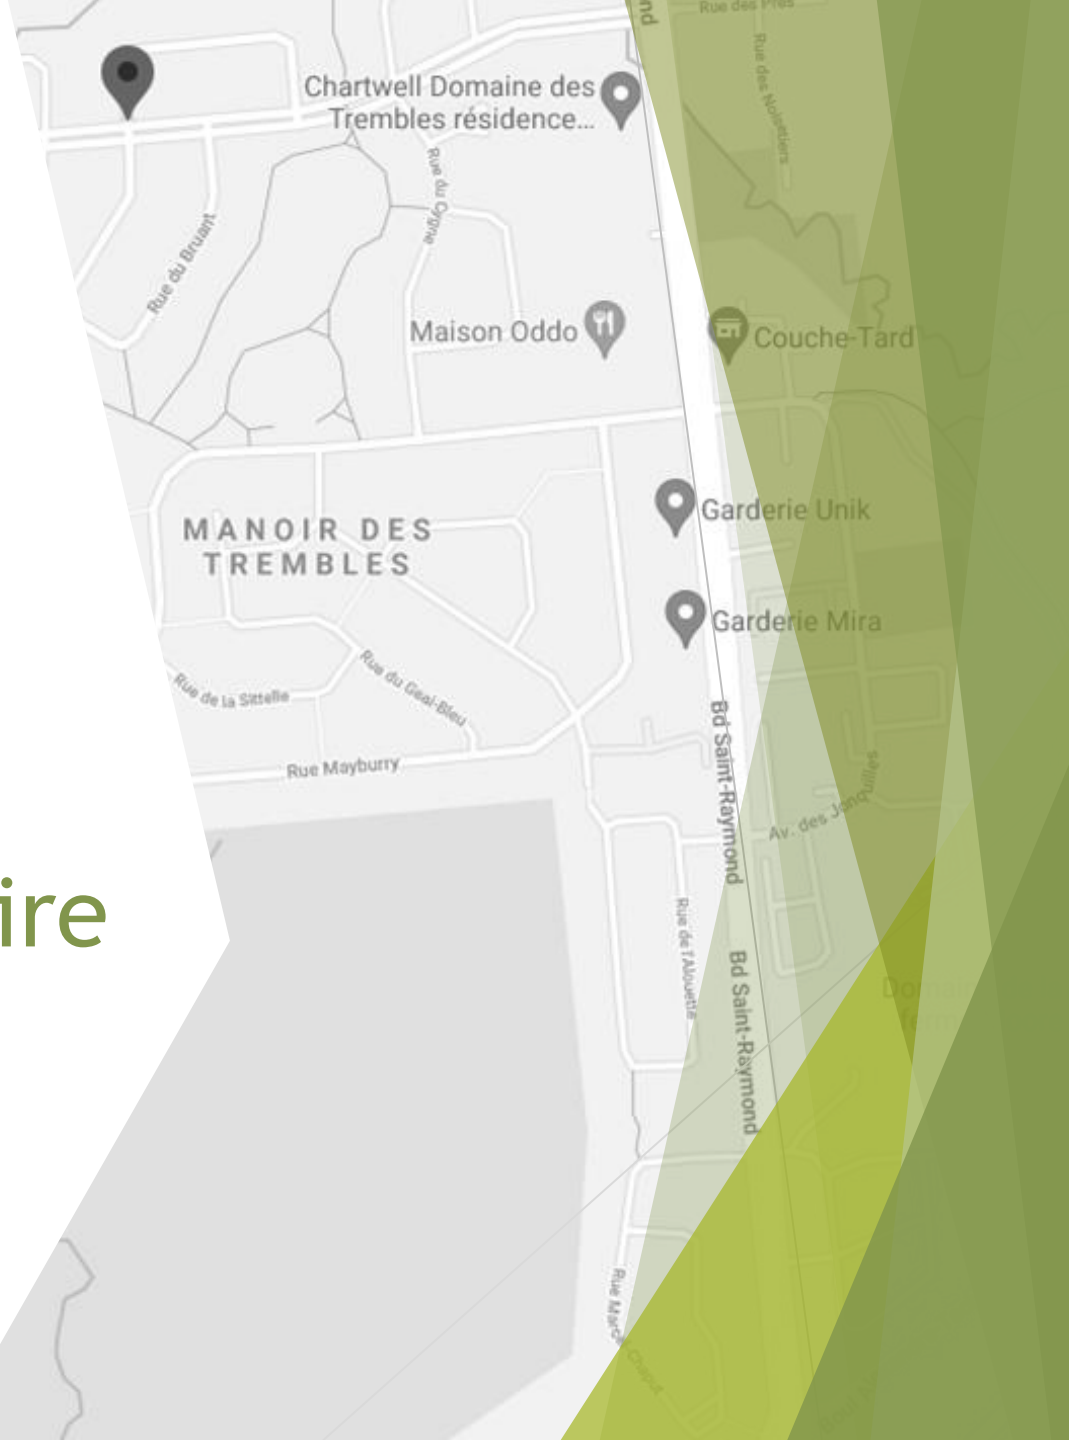 Rue des Prés
Rue des Noisetiers
Chartwell Domaine des
Trembles résidence...
Rue du Cygne
Rue du Bruant
Maison Oddo
Couche-Tard
Garderie Unik
MANOIR DES
TREMBLES
Garderie Mira
Rue du Geai-Bleu
Rue de la Sittelle
Bd Saint-Raymond
Rue Mayburry
Av. des Jonquilles
ire
Rue de l'Alouette
Bd Saint-Raymond